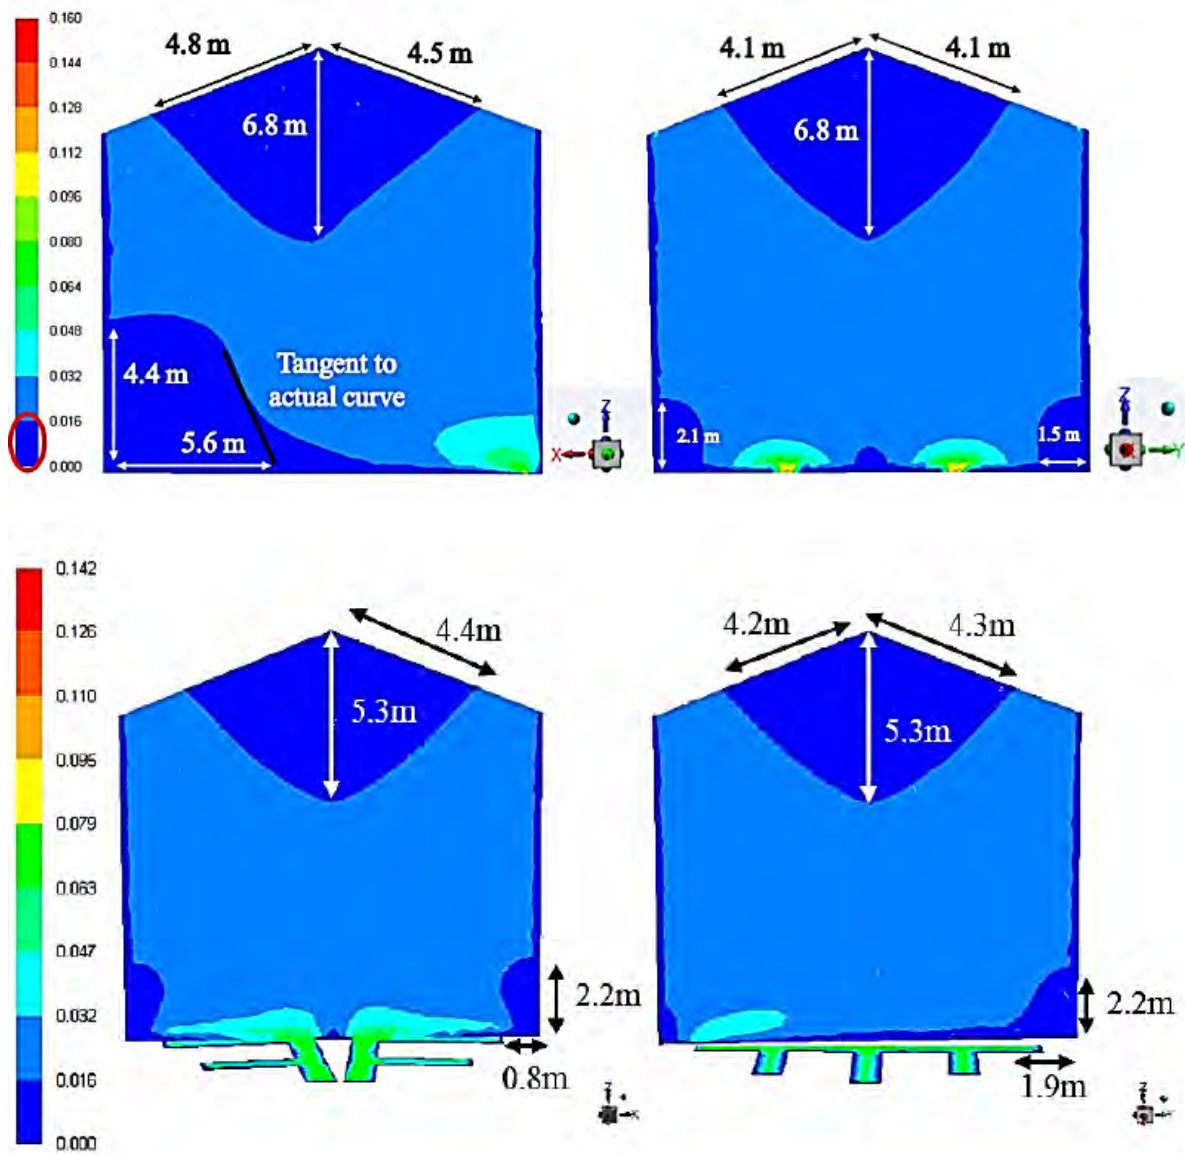 0.160
0.144
0.128
0.112
0.096
0.080
0.064
0.048
0.032
0.016
0.000
4.8 m
4.5 m
6.8 m
4.4 m
5.6 m
Tangent to
actual curve
Z
X
4.1 m
4.1 m
6.8 m
2.1 m
1.5 m
Z
X
Y
0.142
0.126
0.110
0.095
0.079
0.063
0.047
0.032
0.016
0.000
4.4m
5.3m
2.2m
0.8m
Z
X
4.2m
4.3m
5.3m
2.2m
1.9m
Z